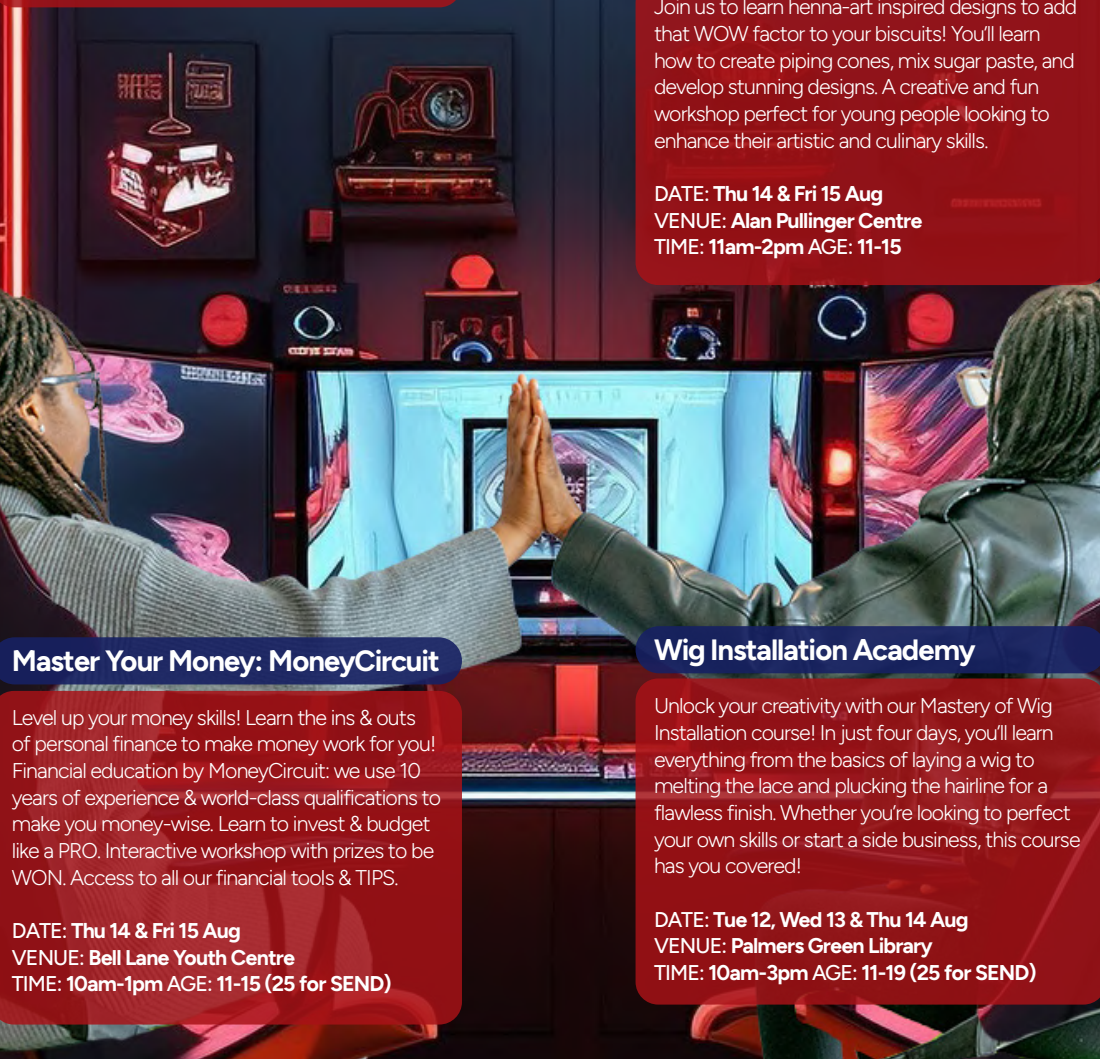 Join us to learn henna-art inspired designs to add
that WOW factor to your biscuits! You'll learn
how to create piping cones, mix sugar paste, and
develop stunning designs. A creative and fun
workshop perfect for young people looking to
enhance their artistic and culinary skills.
DATE: Thu 14 & Fri 15 Aug
VENUE: Alan Pullinger Centre
TIME: 11am-2pm AGE: 11-15
Master Your Money: MoneyCircuit
Level up your money skills! Learn the ins & outs
of personal finance to make money work for you!
Financial education by MoneyCircuit: we use 10
years of experience & world-class qualifications to
make you money-wise. Learn to invest & budget
like a PRO. Interactive workshop with prizes to be
WON. Access to all our financial tools & TIPS.
DATE: Thu 14 & Fri 15 Aug
VENUE: Bell Lane Youth Centre
TIME: 10am-1pm AGE: 11-15 (25 for SEND)
Wig Installation Academy
Unlock your creativity with our Mastery of Wig
Installation course! In just four days, you'll learn
everything from the basics of laying a wig to
melting the lace and plucking the hairline for a
flawless finish. Whether you're looking to perfect
your own skills or start a side business, this course
has you covered!
DATE: Tue 12, Wed 13 & Thu 14 Aug
VENUE: Palmers Green Library
TIME: 10am-3pm AGE: 11-19 (25 for SEND)